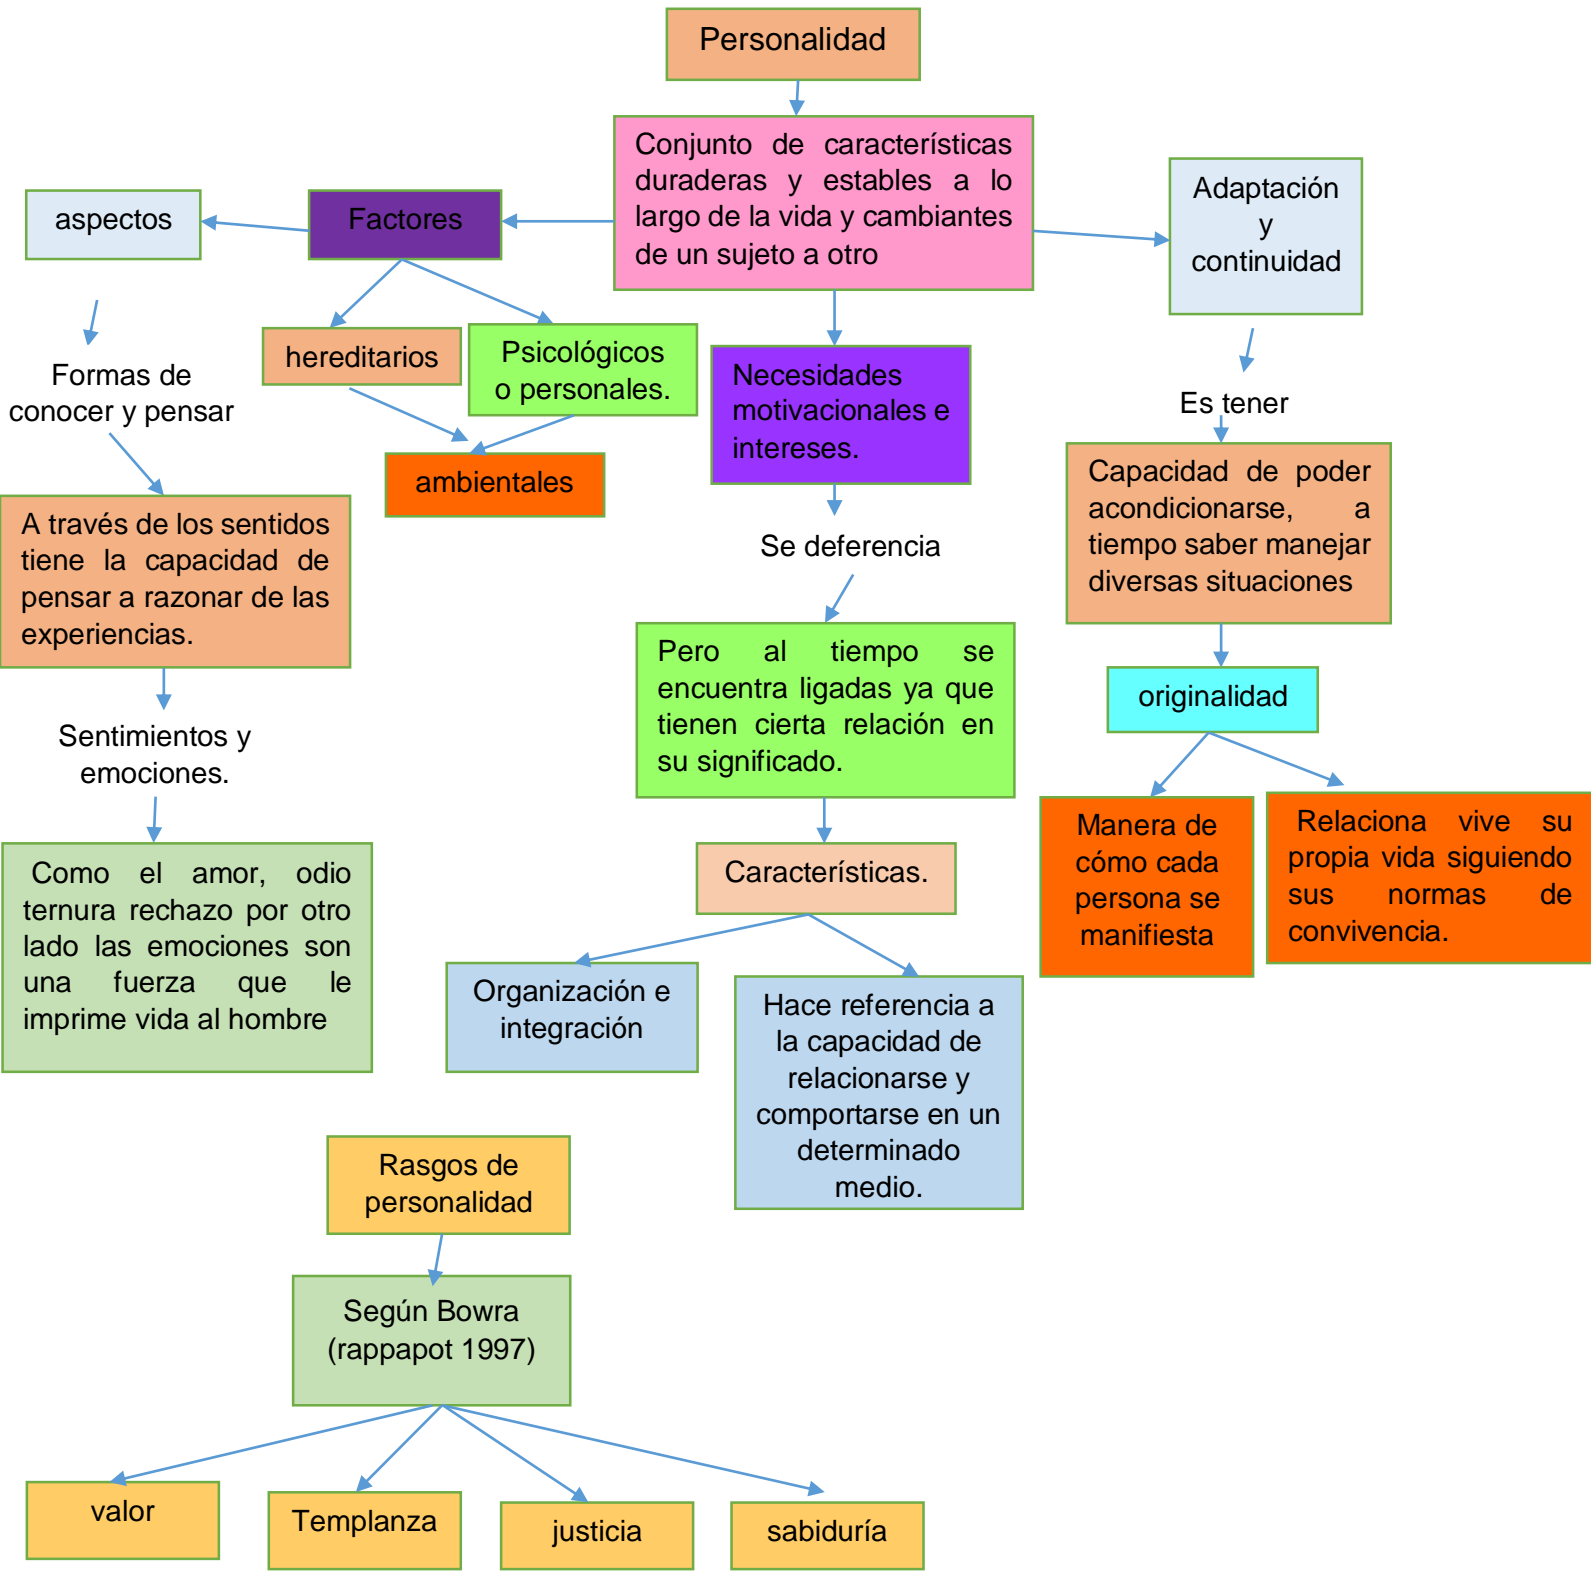 Personalidad
Conjunto de características
duraderas y estables a lo
largo de la vida y cambiantes
de un sujeto a otro
aspectos
Factores
Adaptación
y
continuidad
hereditarios
Psicológicos
o personales.
ambientales
Formas de
conocer y pensar
A través de los sentidos
tiene la capacidad de
pensar a razonar de las
experiencias.
Sentimientos y
emociones.
Como el amor, odio
ternura rechazo por otro
lado las emociones son
una fuerza que le
imprime vida al hombre
Necesidades
motivacionales e
intereses.
Se deferencia
Pero al tiempo se
encuentra ligadas ya que
tienen cierta relación en
su significado.
Características.
Organización e
integración
Hace referencia a
la capacidad de
relacionarse y
comportarse en un
determinado
medio.
Es tener
Capacidad de poder
acondicionarse, a
tiempo saber manejar
diversas situaciones
originalidad
Manera de
cómo cada
persona se
manifiesta
Relaciona vive su
propia vida siguiendo
sus normas de
convivencia.
Rasgos de
personalidad
Según Bowra
(rappapot 1997)
valor
Templanza
justicia
sabiduría